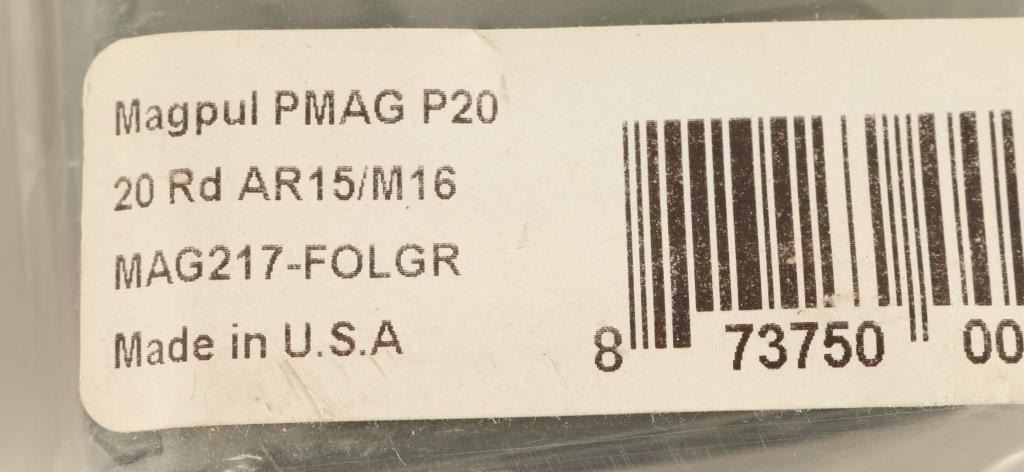 Magpul PMAG P20
20 Rd AR15/M16
MAG217-FOLGR
Made in U.S.A
8 73750 00